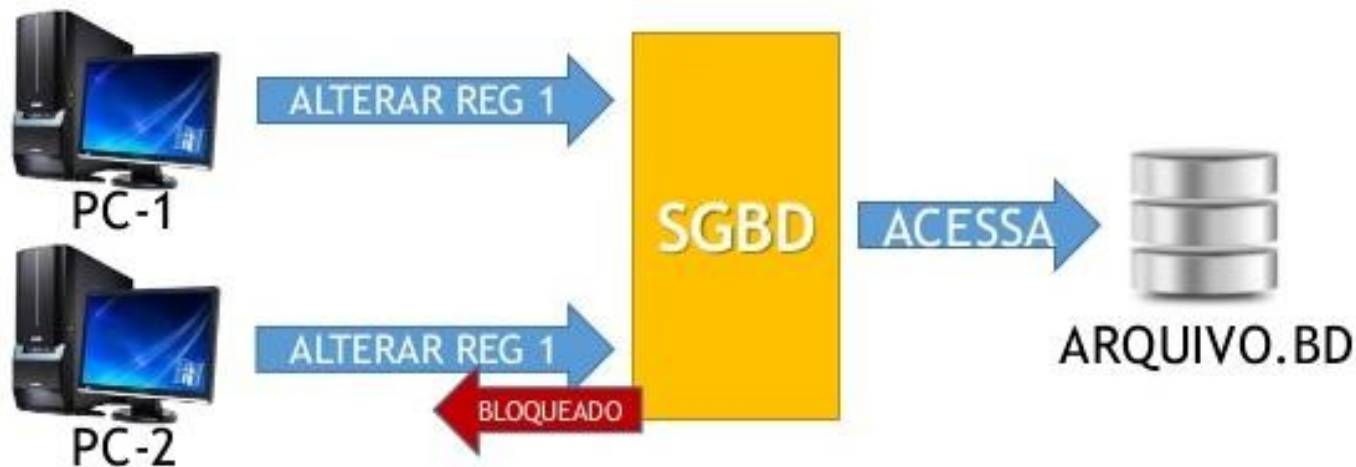 ALTERAR REG 1
PC-1
SGBD
ACESSA
ARQUIVO.BD
ALTERAR REG 1
BLOQUEADO
PC-2